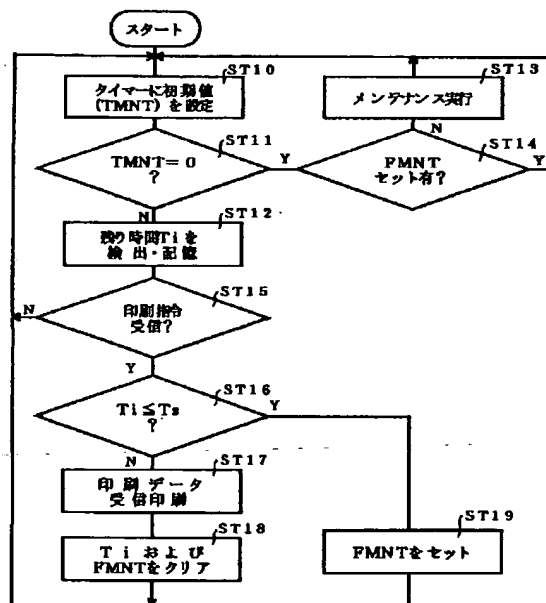 スタート
ST10
タイマーに初期値
(TMNT)を設定
ST13
メンテナンス実行
ST11
TMNT=0
?
Y
N
ST14
FMNT
セット有?
Y
N
ST12
残り時間Tiを
検出・記憶
ST15
印刷指令
受信?
N
Y
ST16
Ti≦Ts
?
Y
N
ST17
印刷データ
受信印刷
ST18
Tiおよび
FMNTをクリア
ST19
FMNTをセット